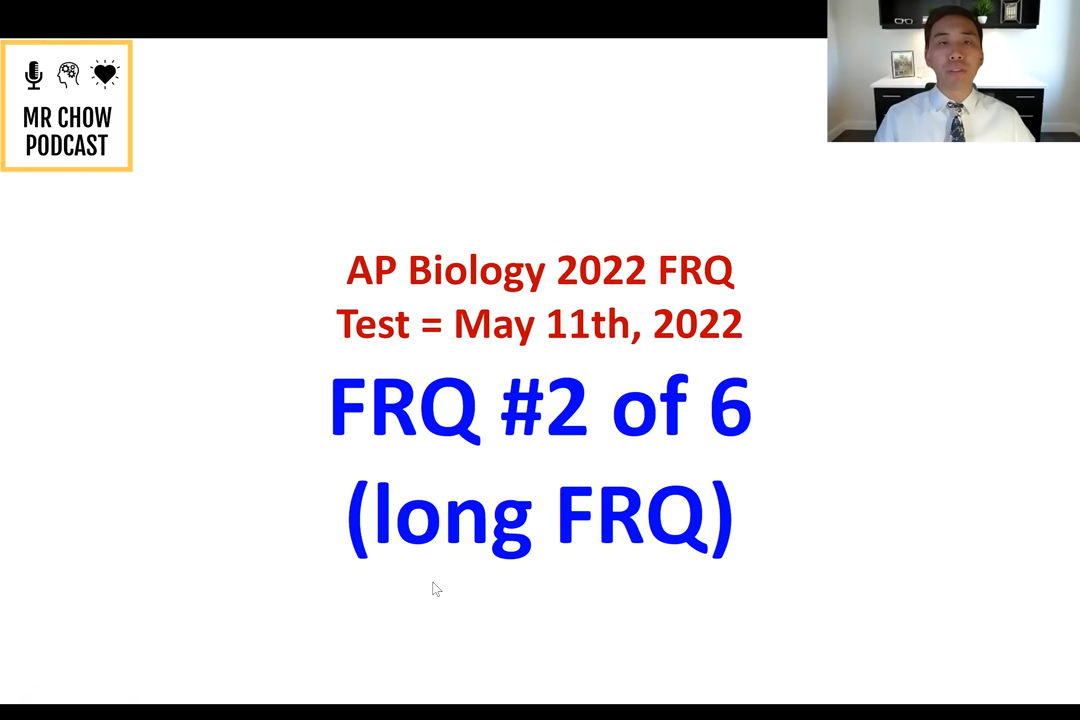 MR CHOW
PODCAST
AP Biology 2022 FRQ
Test = May 11th, 2022
FRQ #2 of 6
(long FRQ)